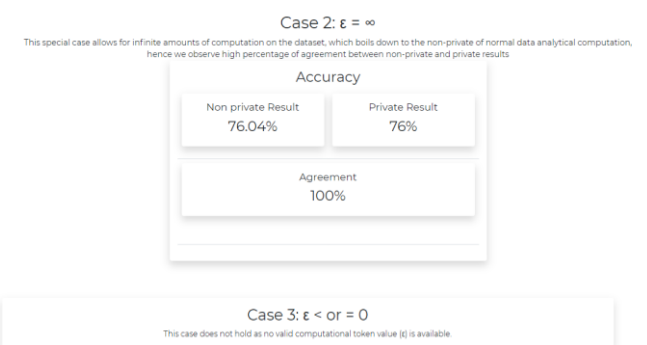 Case 2: ε = ∞
This special case allows for infinite amounts of computation on the dataset, which boils down to the non-private of normal data analytical computation,
hence we observe high percentage of agreement between non-private and private results
Accuracy
Non private Result
Private Result
76.04%
76%
Agreement
100%
Case 3: ε < or = 0
This case does not hold as no valid computational token value (ε) is available.